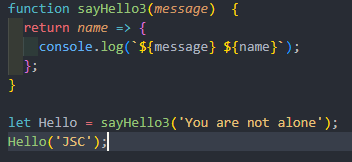 function sayHello3(message)  {
  return name => {
    console.log(`${message} ${name}`);
  };
}

let Hello = sayHello3('You are not alone');
Hello('JSC');